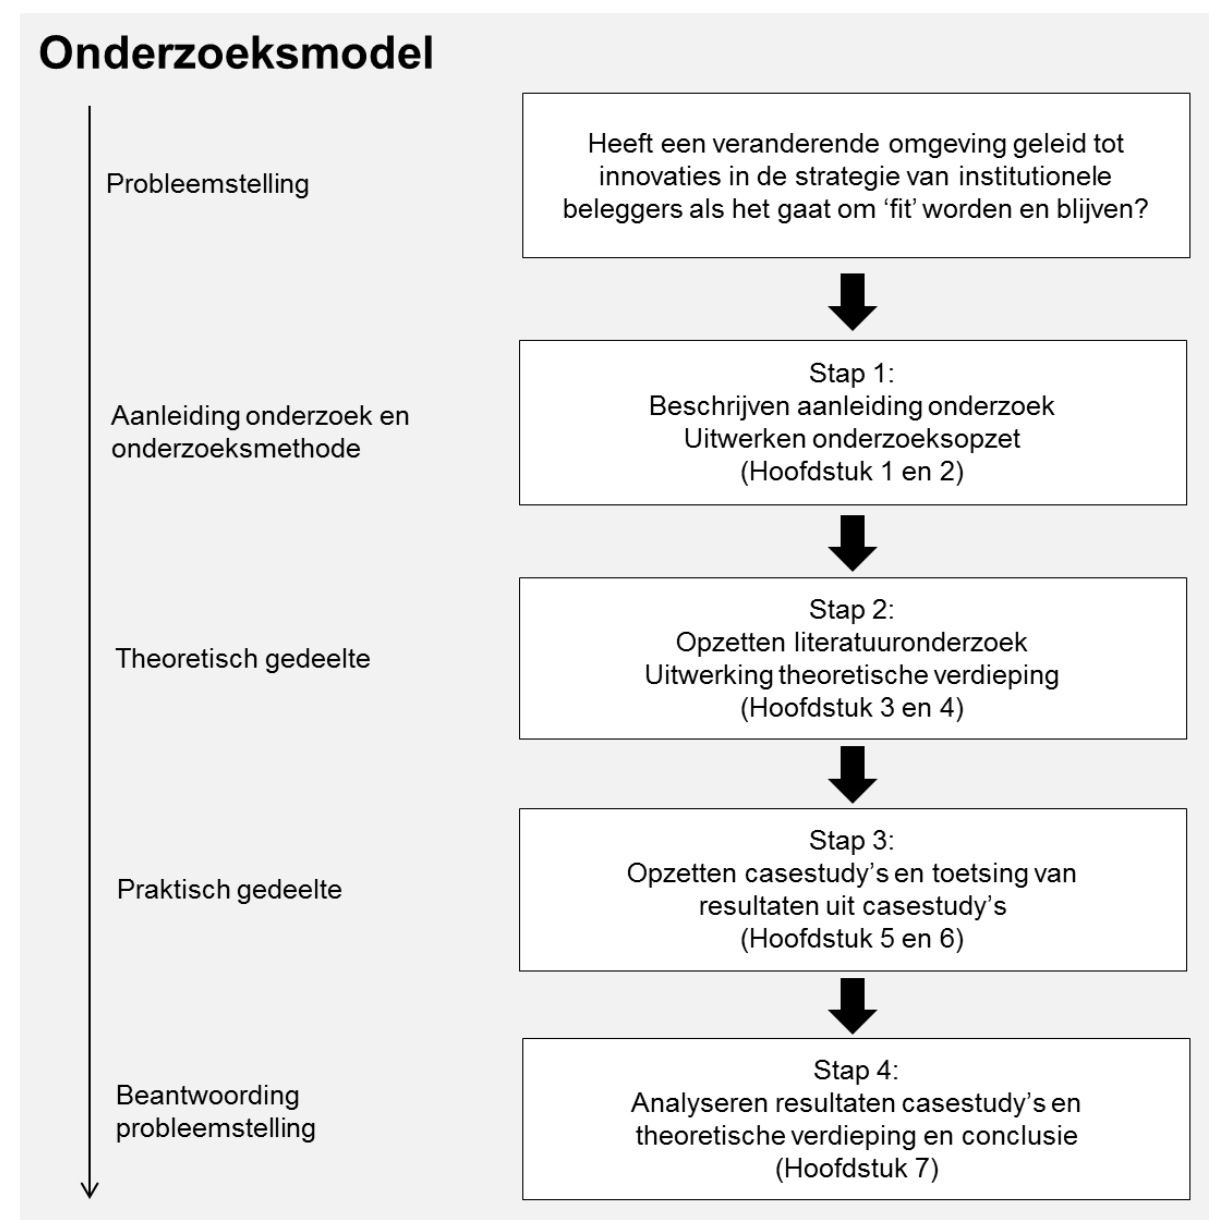 Onderzoeksmodel
Probleemstelling
Heeft een veranderende omgeving geleid tot
innovaties in de strategie van institutionele
beleggers als het gaat om ‘fit’ worden en blijven?
Aanleiding onderzoek en
onderzoeksmethode
Stap 1:
Beschrijven aanleiding onderzoek
Uitwerken onderzoeksopzet
(Hoofdstuk 1 en 2)
Theoretisch gedeelte
Stap 2:
Opzetten literatuuronderzoek
Uitwerking theoretische verdieping
(Hoofdstuk 3 en 4)
Praktisch gedeelte
Stap 3:
Opzetten casestudy’s en toetsing van
resultaten uit casestudy’s
(Hoofdstuk 5 en 6)
Beantwoording
probleemstelling
Stap 4:
Analyseren resultaten casestudy’s en
theoretische verdieping en conclusie
(Hoofdstuk 7)